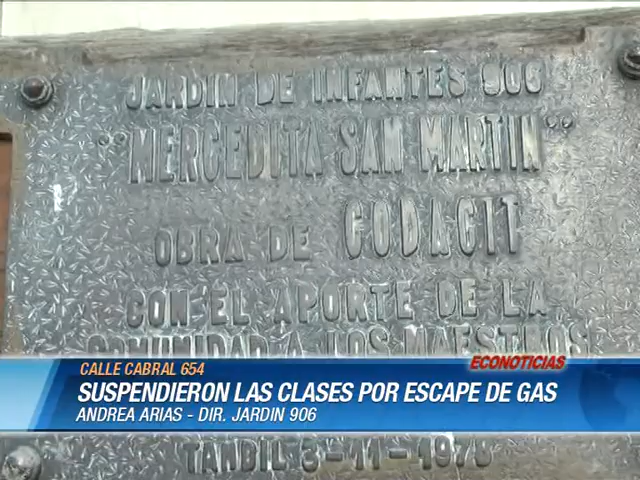 JARDIN DE INFANTES 906
"MERCEDITA SAN MARTIN"
OBRA DE CODACIT
CON EL APORTE DE LA
COMUNIDAD A LOS MAESTROS
CALLE CABRAL 654
ECONOTICIAS
SUSPENDIERON LAS CLASES POR ESCAPE DE GAS
ANDREA ARIAS - DIR. JARDIN 906
TANDIL 3-11-1978